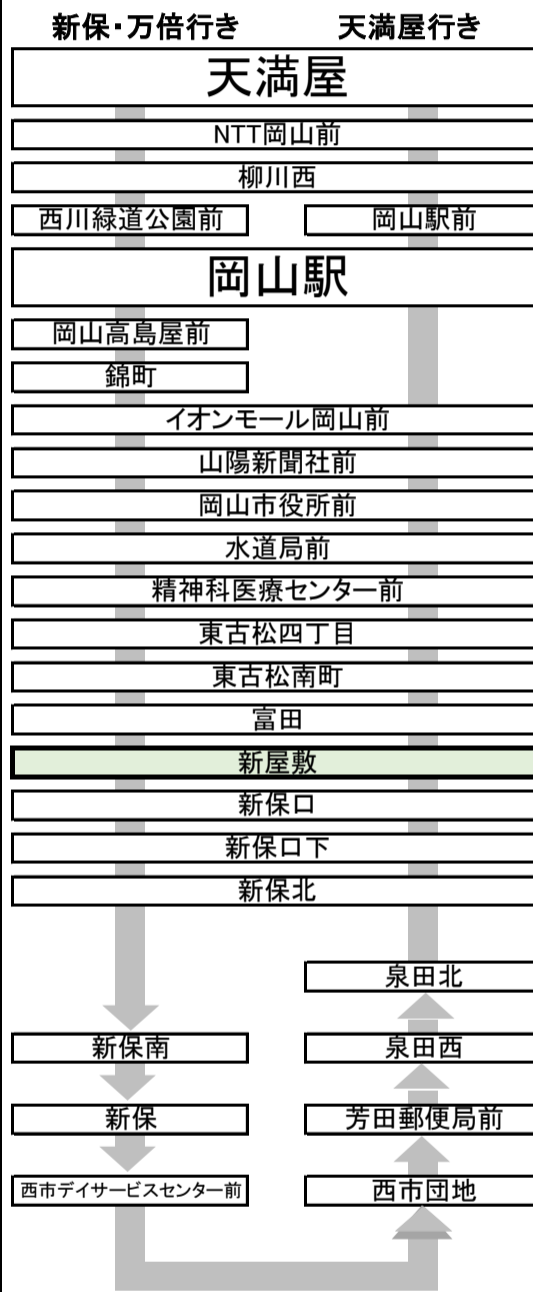 新保・万倍行き 天満屋行き
天満屋
NTT岡山前
柳川西
西川緑道公園前 岡山駅前
岡山駅
岡山高島屋前
錦町
イオンモール岡山前
山陽新聞社前
岡山市役所前
水道局前
精神科医療センター前
東古松四丁目
東古松南町
富田
新屋敷
新保口
新保口下
新保北
泉田北
新保南 泉田西
新保 芳田郵便局前
西市デイサービスセンター前 西市団地